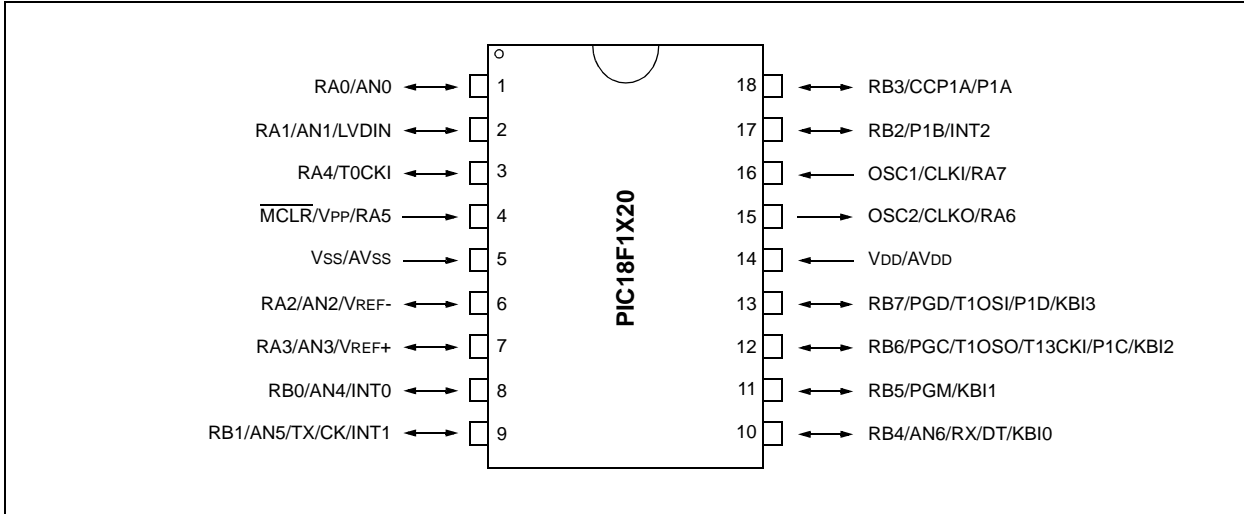 RA0/AN0
RA1/AN1/LVDIN
RA4/T0CKI
MCLR/VPP/RA5
VSS/AVSS
RA2/AN2/VREF-
RA3/AN3/VREF+
RB0/AN4/INT0
RB1/AN5/TX/CK/INT1
1
2
3
4
5
6
7
8
9
PIC18F1X20
18
17
16
15
14
13
12
11
10
RB3/CCP1A/P1A
RB2/P1B/INT2
OSC1/CLKI/RA7
OSC2/CLKO/RA6
VDD/AVDD
RB7/PGD/T1OSI/P1D/KBI3
RB6/PGC/T1OSO/T13CKI/P1C/KBI2
RB5/PGM/KBI1
RB4/AN6/RX/DT/KBI0